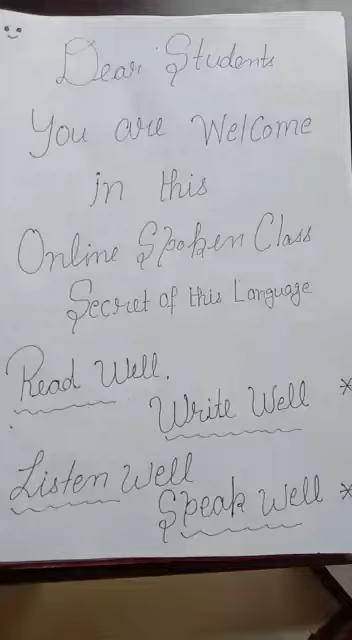 Dear Students
You are Welcome
in this
Online Spoken Class
Secret of this Language
Read Well.
Write Well *
Listen Well
Speak Well *